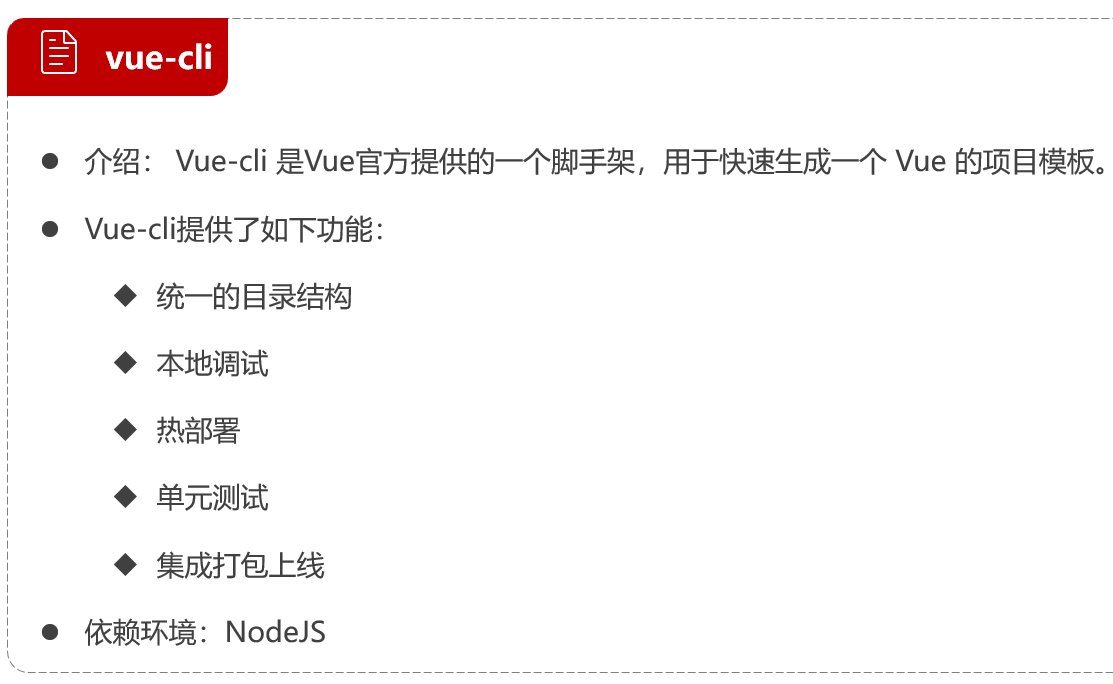 vue-cli
介绍： Vue-cli 是Vue官方提供的一个脚手架，用于快速生成一个 Vue 的项目模板。
Vue-cli提供了如下功能：
统一的目录结构
本地调试
热部署
单元测试
集成打包上线
依赖环境：NodeJS